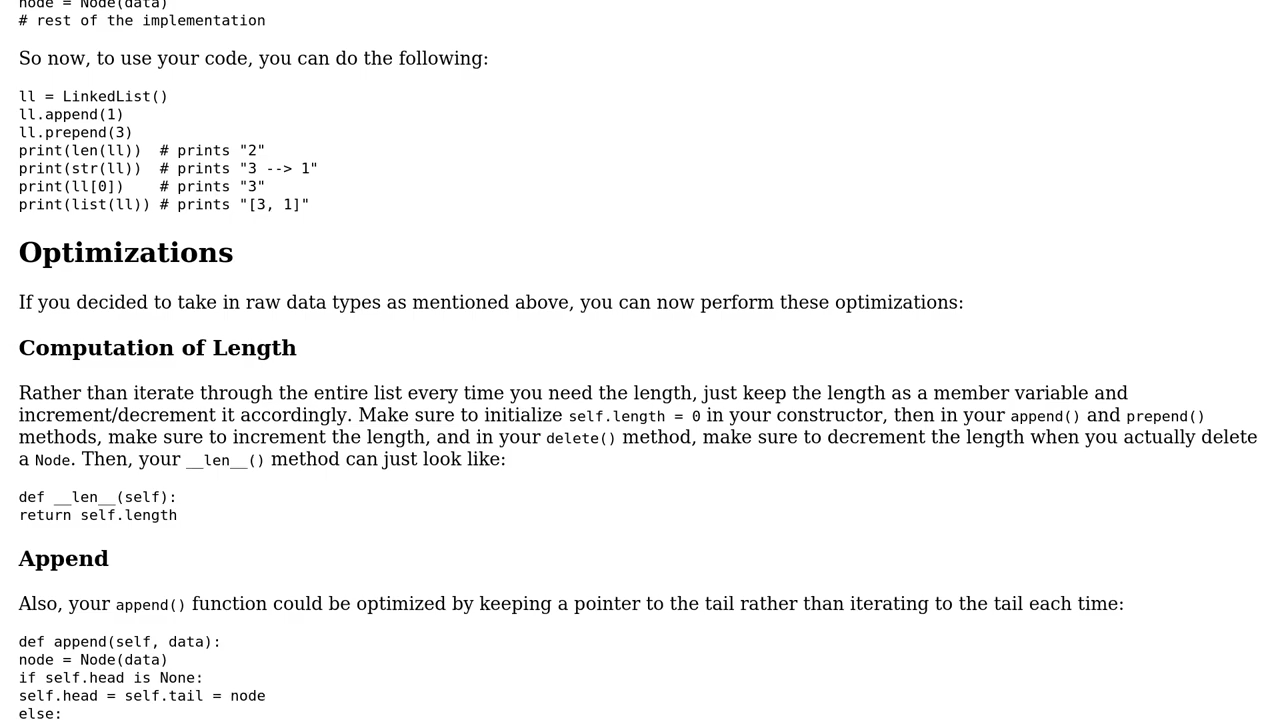 node = Node(data)
# rest of the implementation
So now, to use your code, you can do the following:
ll = LinkedList()
ll.append(1)
ll.prepend(3)
print(len(ll))  # prints "2"
print(str(ll))  # prints "3 --> 1"
print(ll[0])    # prints "3"
print(list(ll)) # prints "[3, 1]"
Optimizations
If you decided to take in raw data types as mentioned above, you can now perform these optimizations:
Computation of Length
Rather than iterate through the entire list every time you need the length, just keep the length as a member variable and
increment/decrement it accordingly. Make sure to initialize self.length = 0 in your constructor, then in your append() and prepend()
methods, make sure to increment the length, and in your delete() method, make sure to decrement the length when you actually delete
a Node. Then, your __len__() method can just look like:
def __len__(self):
return self.length
Append
Also, your append() function could be optimized by keeping a pointer to the tail rather than iterating to the tail each time:
def append(self, data):
node = Node(data)
if self.head is None:
self.head = self.tail = node
else: